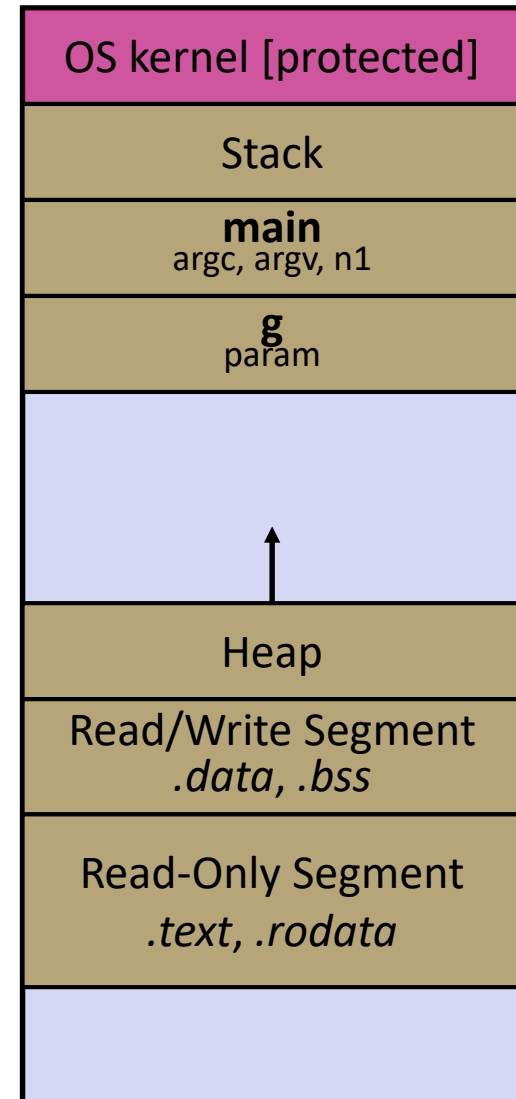 OS kernel [protected]
Stack
main
argc, argv, n1
g
param
Heap
Read/Write Segment
.data, .bss
Read-Only Segment
.text, .rodata